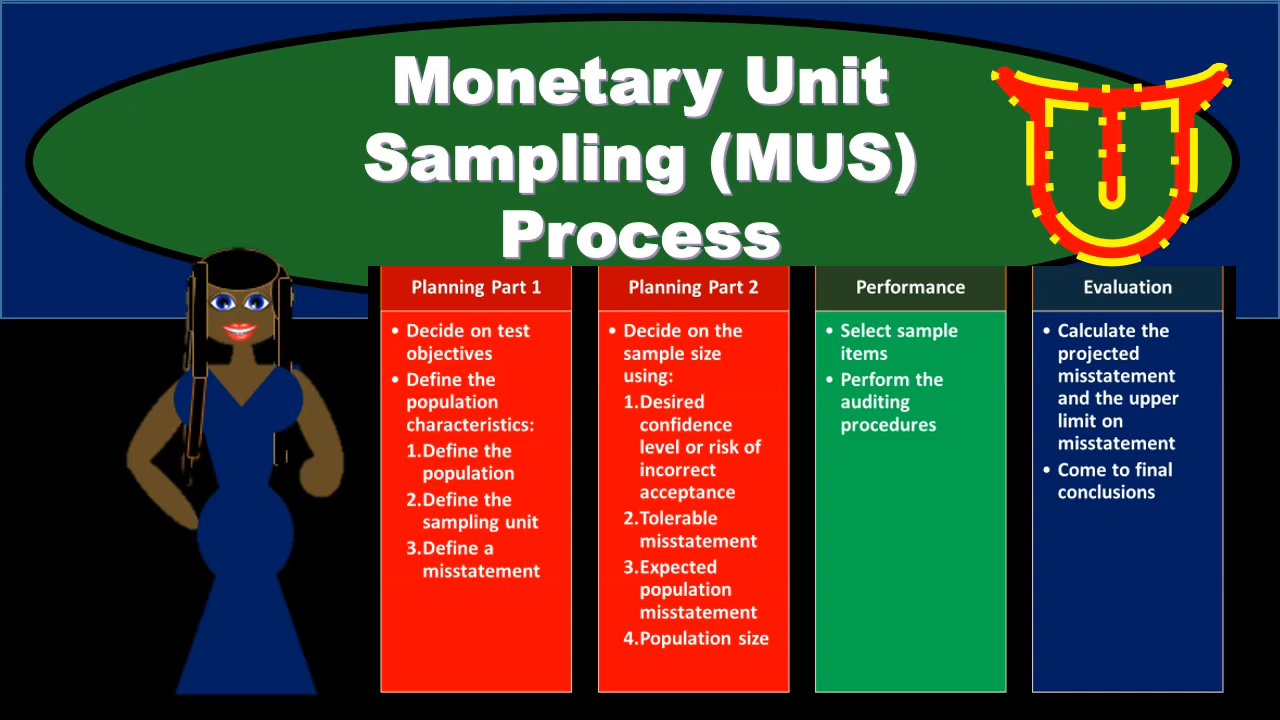 Monetary Unit
Sampling (MUS)
Process
Planning Part 1
• Decide on test
objectives
• Define the
population
characteristics:
1.Define the
population
2.Define the
sampling unit
3.Define a
misstatement
Planning Part 2
• Decide on the
sample size
using:
1.Desired
confidence
level or risk of
incorrect
acceptance
2.Tolerable
misstatement
3.Expected
population
misstatement
4.Population size
Performance
• Select sample
items
• Perform the
auditing
procedures
Evaluation
• Calculate the
projected
misstatement
and the upper
limit on
misstatement
• Come to final
conclusions